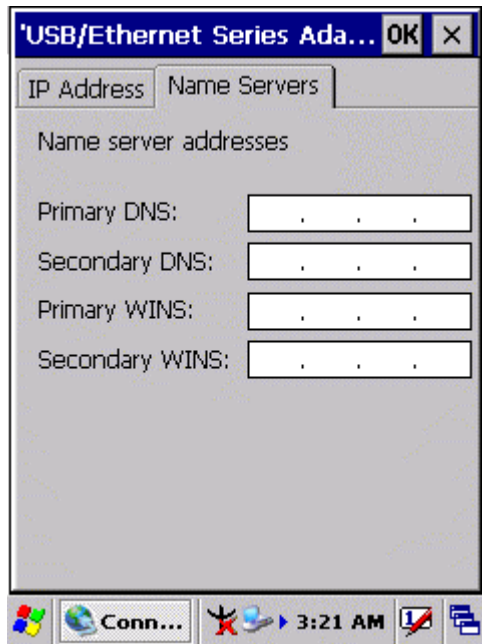 'USB/Ethernet Series Ada... OK ×
IP Address Name Servers
Name server addresses
Primary DNS: . . .
Secondary DNS: . . .
Primary WINS: . . .
Secondary WINS: . . .
Conn... 3:21 AM 1